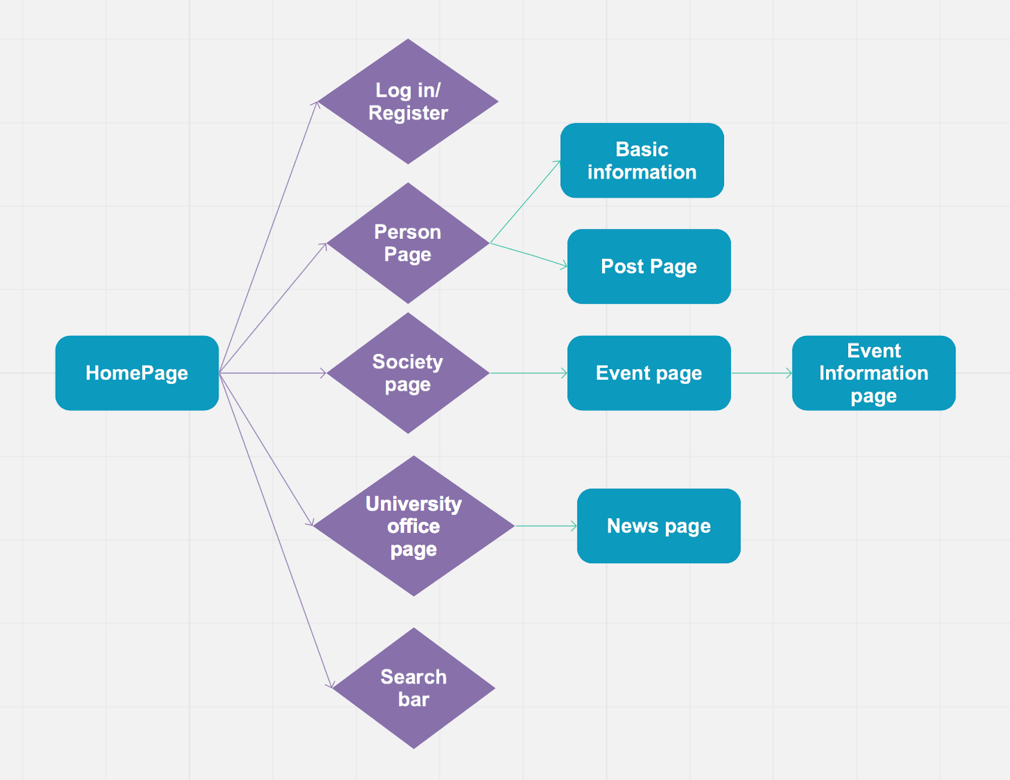 Log in/
Register
Basic
information
Person
Page
Post Page
HomePage
Society
page
Event page
Event
Information
page
University
office
page
News page
Search
bar